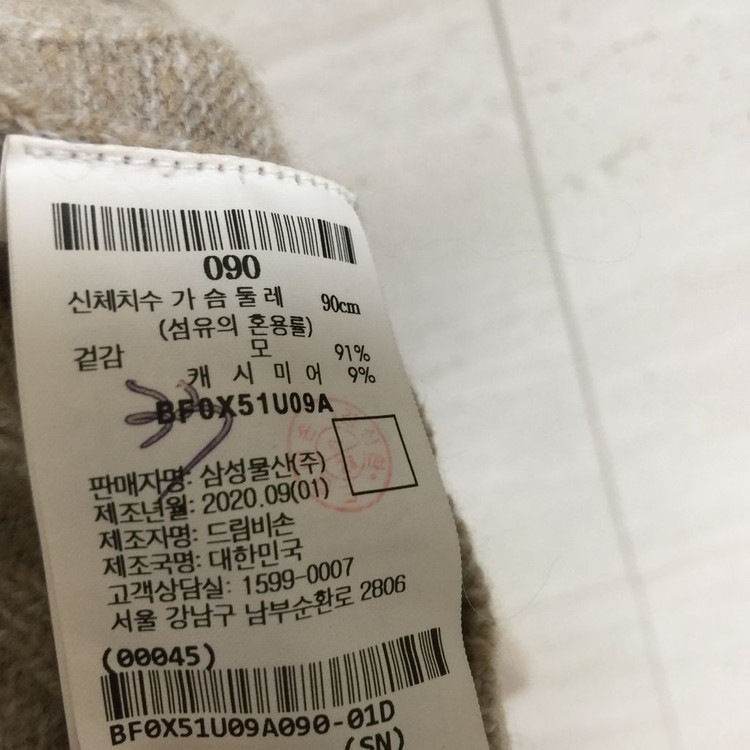 090
신체치수 가 슴 둘 레 90cm
(섬유의 혼용률)
겉감 모 91%
캐 시 미 어 9%
BF0X51U09A
판매자명: 삼성물산(주)
제조년월: 2020.09(01)
제조자명: 드림비손
제조국명: 대한민국
고객상담실: 1599-0007
서울 강남구 남부순환로 2806
(00045)
BF0X51U09A090-01D
(SN)